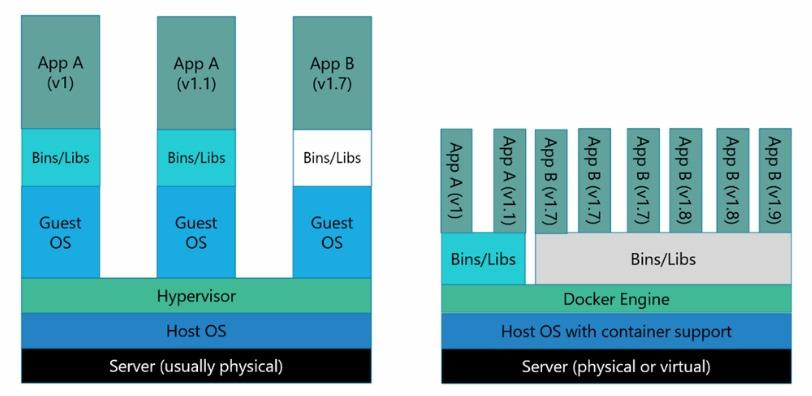 App A
(v1)
App A
(v1.1)
App B
(v1.7)
Bins/Libs
Bins/Libs
Bins/Libs
Guest
OS
Guest
OS
Guest
OS
Hypervisor
Host OS
Server (usually physical)
App A (v1)
App A (v1.1)
App B (v1.7)
App B (v1.7)
App B (v1.7)
App B (v1.8)
App B (v1.8)
App B (v1.9)
Bins/Libs
Bins/Libs
Docker Engine
Host OS with container support
Server (physical or virtual)